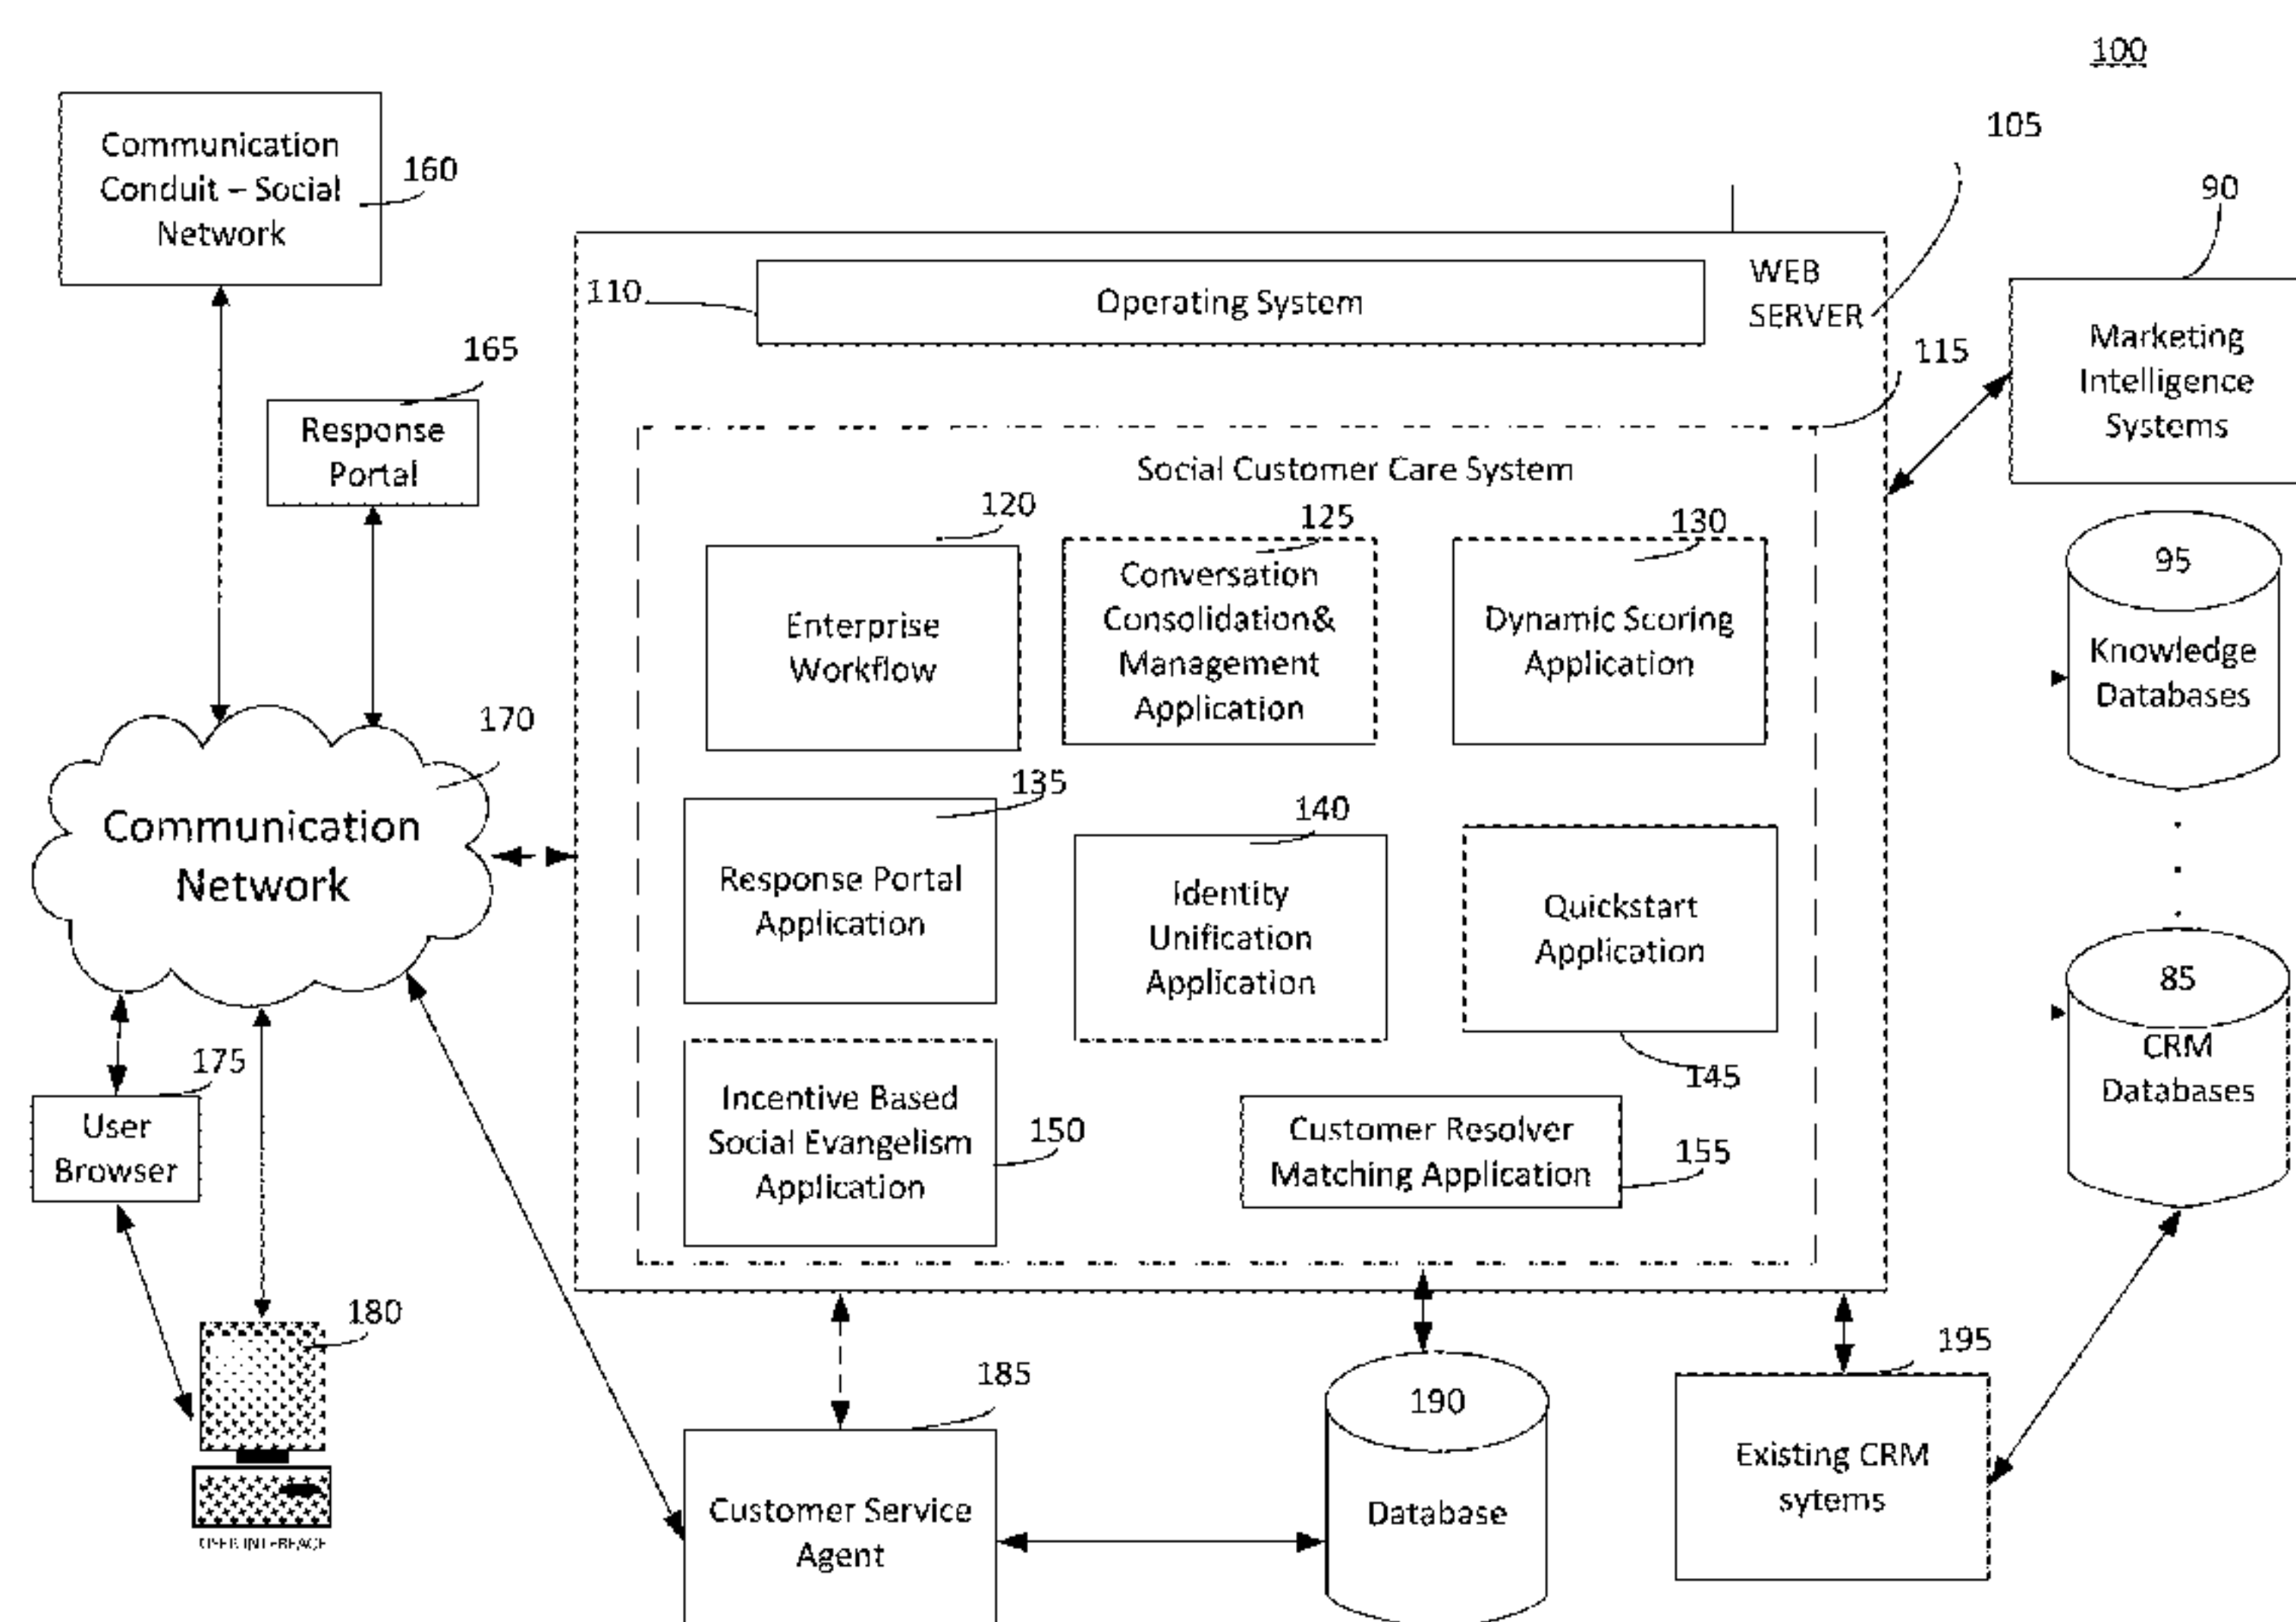 100
Communication
Conduit – Social
Network
160
105
90
110
Operating System
WEB
SERVER
165
Response
Portal
115
Marketing
Intelligence
Systems
Social Customer Care System
120
125
130
Enterprise
Workflow
Conversation
Consolidation&
Management
Application
Dynamic Scoring
Application
95
Knowledge
Databases
170
Communication
Network
135
Response Portal
Application
140
Identity
Unification
Application
Quickstart
Application
145
85
CRM
Databases
175
User
Browser
Incentive Based
Social Evangelism
Application
150
Customer Resolver
Matching Application
155
180
USER INTERFACE
185
Customer Service
Agent
190
Database
195
Existing CRM
sytems